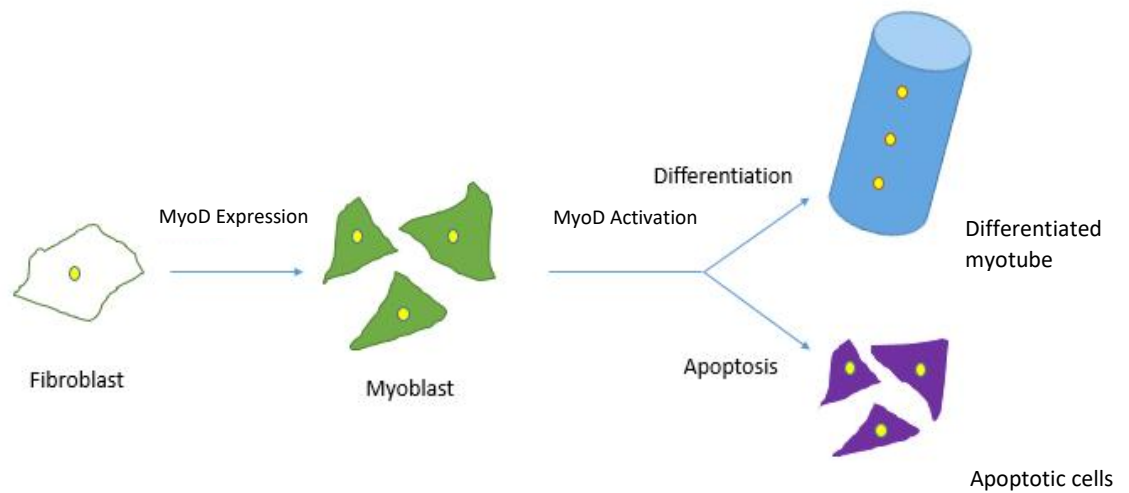 Fibroblast
MyoD Expression
Myoblast
MyoD Activation
Differentiation
Differentiated
myotube
Apoptosis
Apoptotic cells